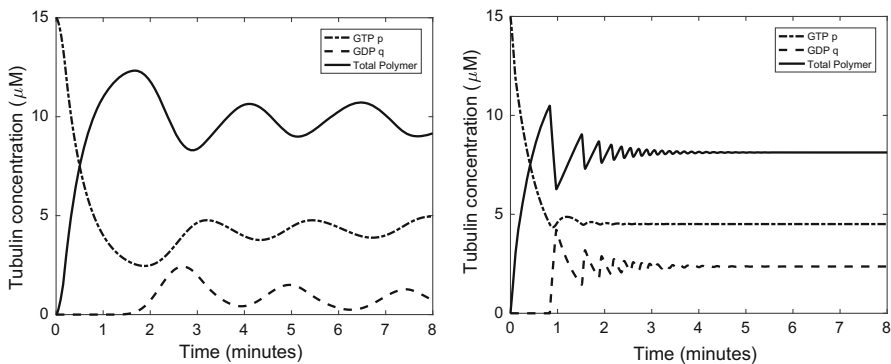 15
10
5
0
Tubulin concentration (μM)
GTP p
GDP q
Total Polymer
0 1 2 3 4 5 6 7 8
Time (minutes)
15
10
5
0
Tubulin concentration (μM)
GTP p
GDP q
Total Polymer
0 1 2 3 4 5 6 7 8
Time (minutes)